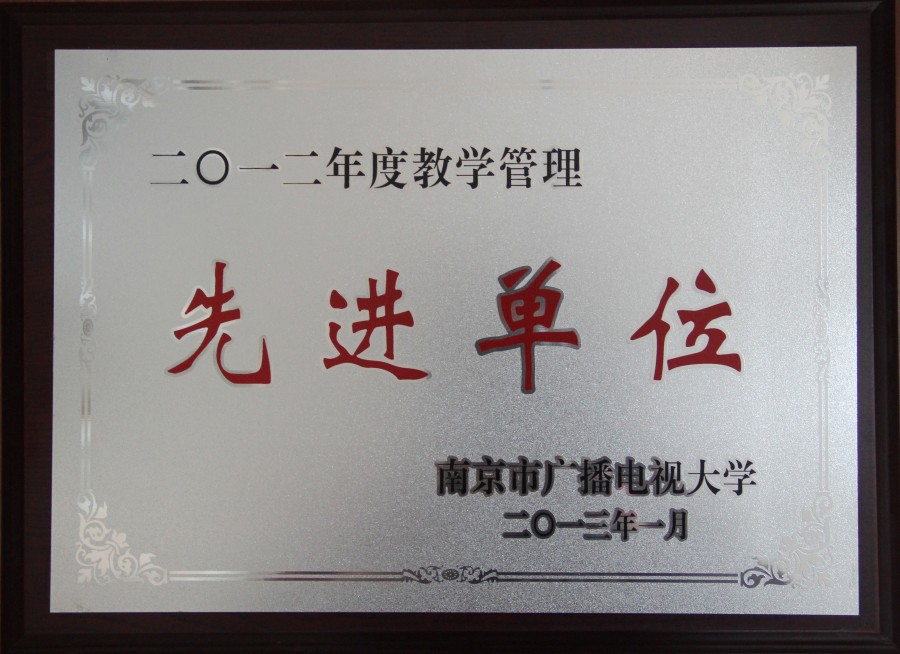 二〇一二年度教学管理
先进单位
南京市广播电视大学
二〇一三年一月